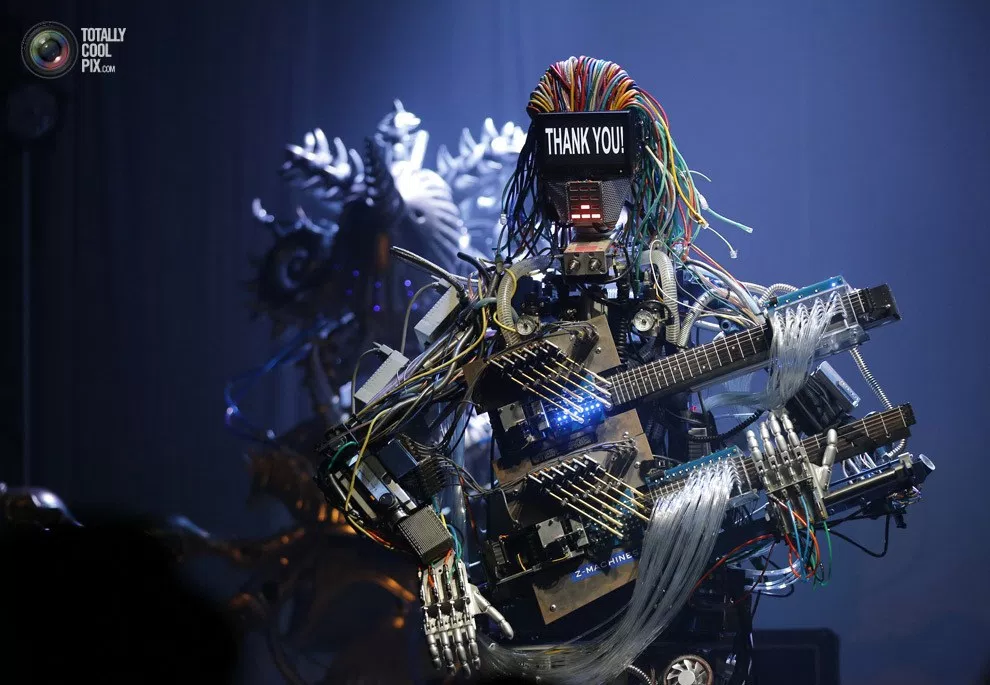 TOTALLY
COOL
PIX.COM
THANK YOU!
Z-MACHINE